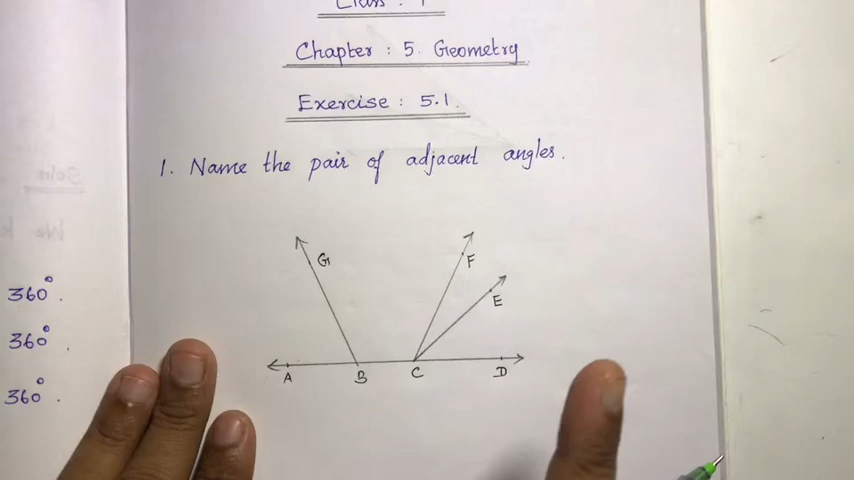 Chapter : 5. Geometry
Exercise : 5.1.
1. Name the pair of adjacent angles.
G F
E
A B C D
360°.
360°.
360°.